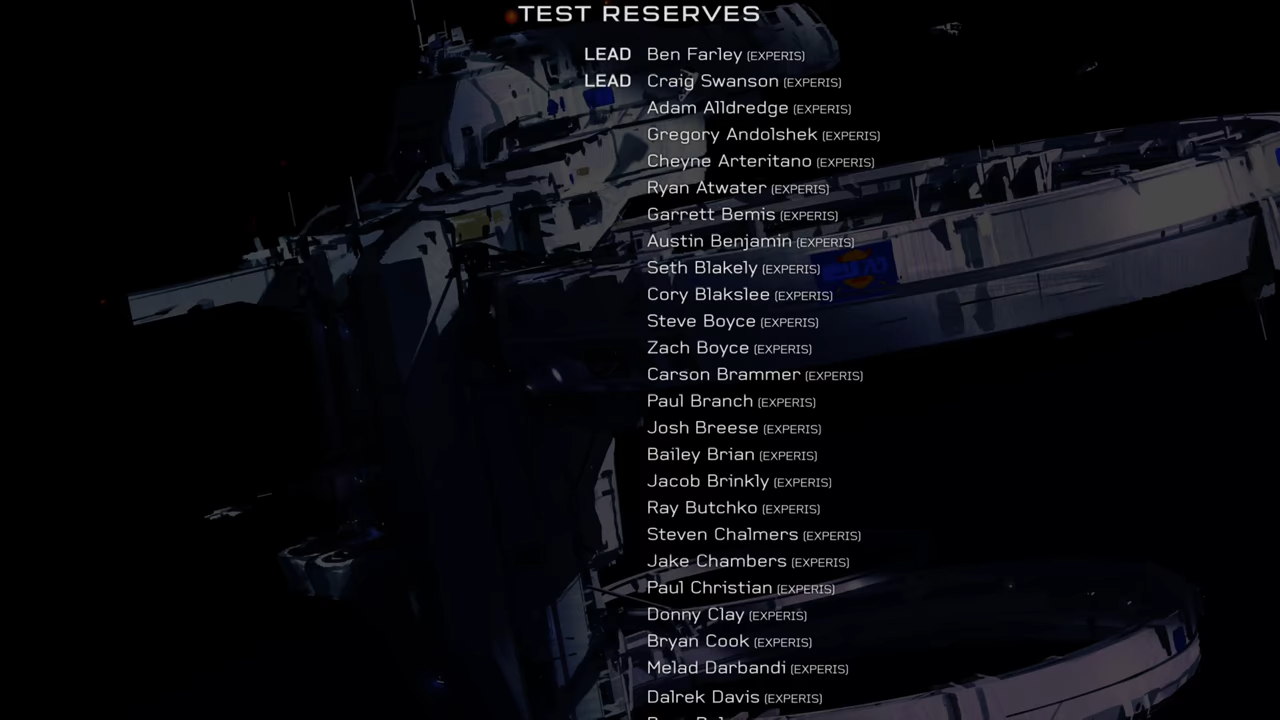 TEST RESERVES
LEAD Ben Farley (EXPERIS)
LEAD Craig Swanson (EXPERIS)
Adam Alldredge (EXPERIS)
Gregory Andolshek (EXPERIS)
Cheyne Arteritano (EXPERIS)
Ryan Atwater (EXPERIS)
Garrett Bemis (EXPERIS)
Austin Benjamin (EXPERIS)
Seth Blakely (EXPERIS)
Cory Blakslee (EXPERIS)
Steve Boyce (EXPERIS)
Zach Boyce (EXPERIS)
Carson Brammer (EXPERIS)
Paul Branch (EXPERIS)
Josh Breese (EXPERIS)
Bailey Brian (EXPERIS)
Jacob Brinkly (EXPERIS)
Ray Butchko (EXPERIS)
Steven Chalmers (EXPERIS)
Jake Chambers (EXPERIS)
Paul Christian (EXPERIS)
Donny Clay (EXPERIS)
Bryan Cook (EXPERIS)
Melad Darbandi (EXPERIS)
Dalrek Davis (EXPERIS)